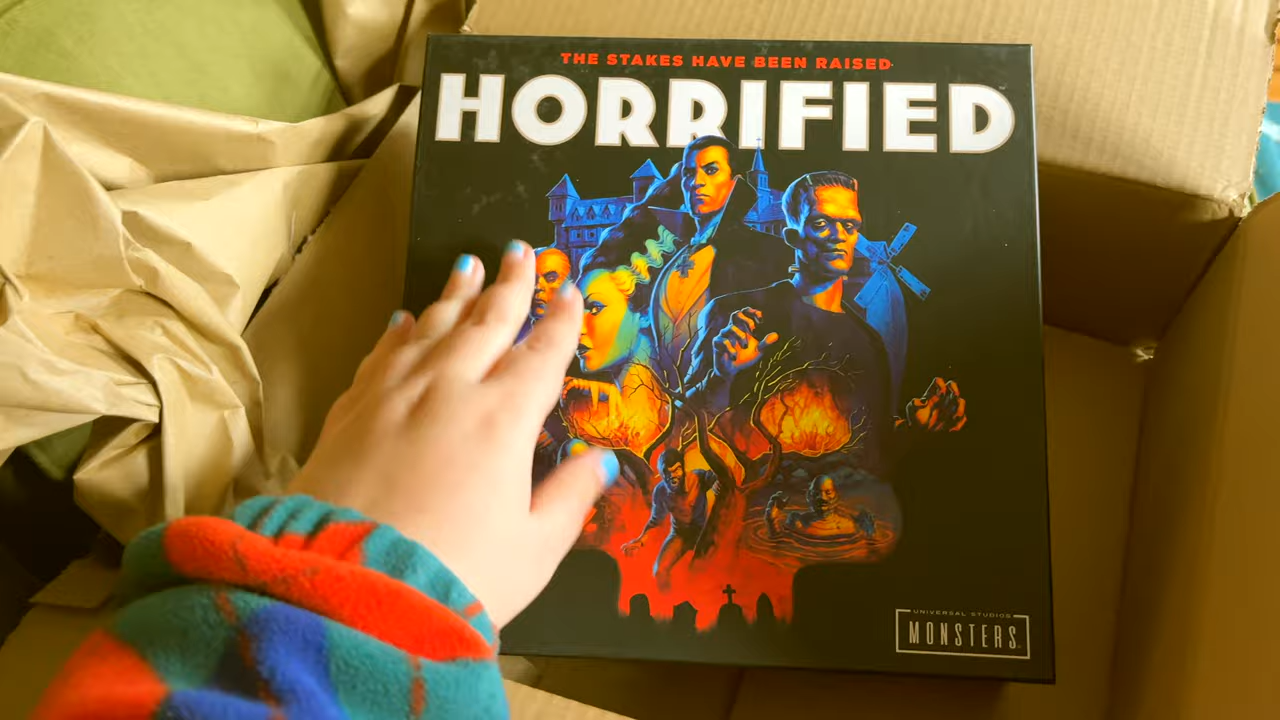 THE STAKES HAVE BEEN RAISED
HORRIFIED
UNIVERSAL STUDIOS
MONSTERS